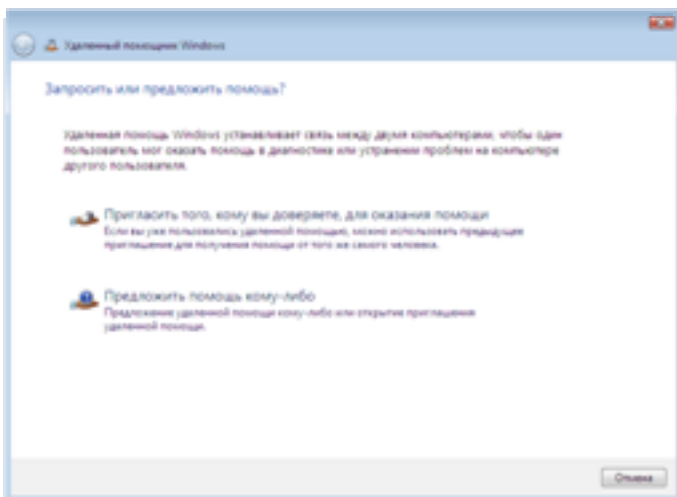 Удаленный помощник Windows
Запросить или предложить помощь?
Удаленная помощь Windows устанавливает связь между двумя компьютерами, чтобы один
пользователь мог оказать помощь в диагностике или устранении проблем на компьютере
другого пользователя.
Пригласить того, кому вы доверяете, для оказания помощи
Если вы уже пользовались удаленной помощью, можно использовать предыдущее
приглашение для получения помощи от того же самого человека.
Предложить помощь кому-либо
Предложение удаленной помощи кому-либо или открытие приглашения
удаленной помощи.
Отмена